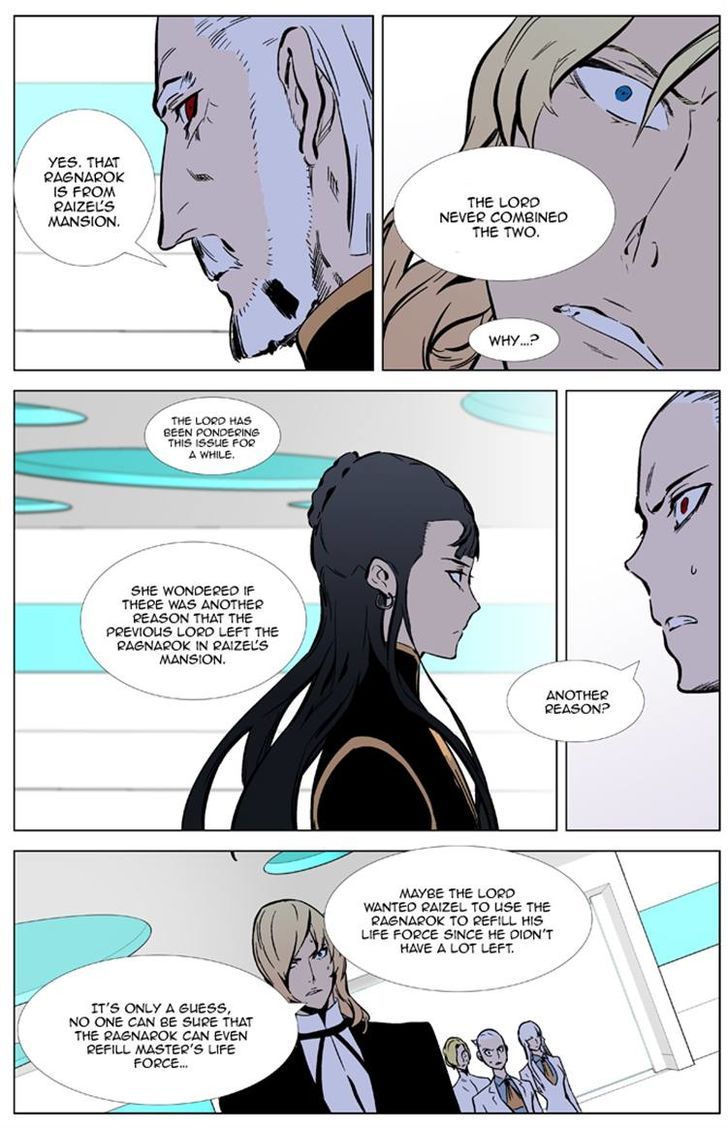 YES. THAT
RAGNAROK
IS FROM
RAIZEL'S
MANSION.
THE LORD
NEVER COMBINED
THE TWO.
WHY...?
THE LORD HAS
BEEN PONDERING
THIS ISSUE FOR
A WHILE.
SHE WONDERED IF
THERE WAS ANOTHER
REASON THAT THE
PREVIOUS LORD LEFT THE
RAGNAROK IN RAIZEL'S
MANSION.
ANOTHER
REASON?
MAYBE THE LORD
WANTED RAIZEL TO USE THE
RAGNAROK TO REFILL HIS
LIFE FORCE SINCE HE DIDN'T
HAVE A LOT LEFT.
IT'S ONLY A GUESS,
NO ONE CAN BE SURE THAT
THE RAGNAROK CAN EVEN
REFILL MASTER'S LIFE
FORCE...